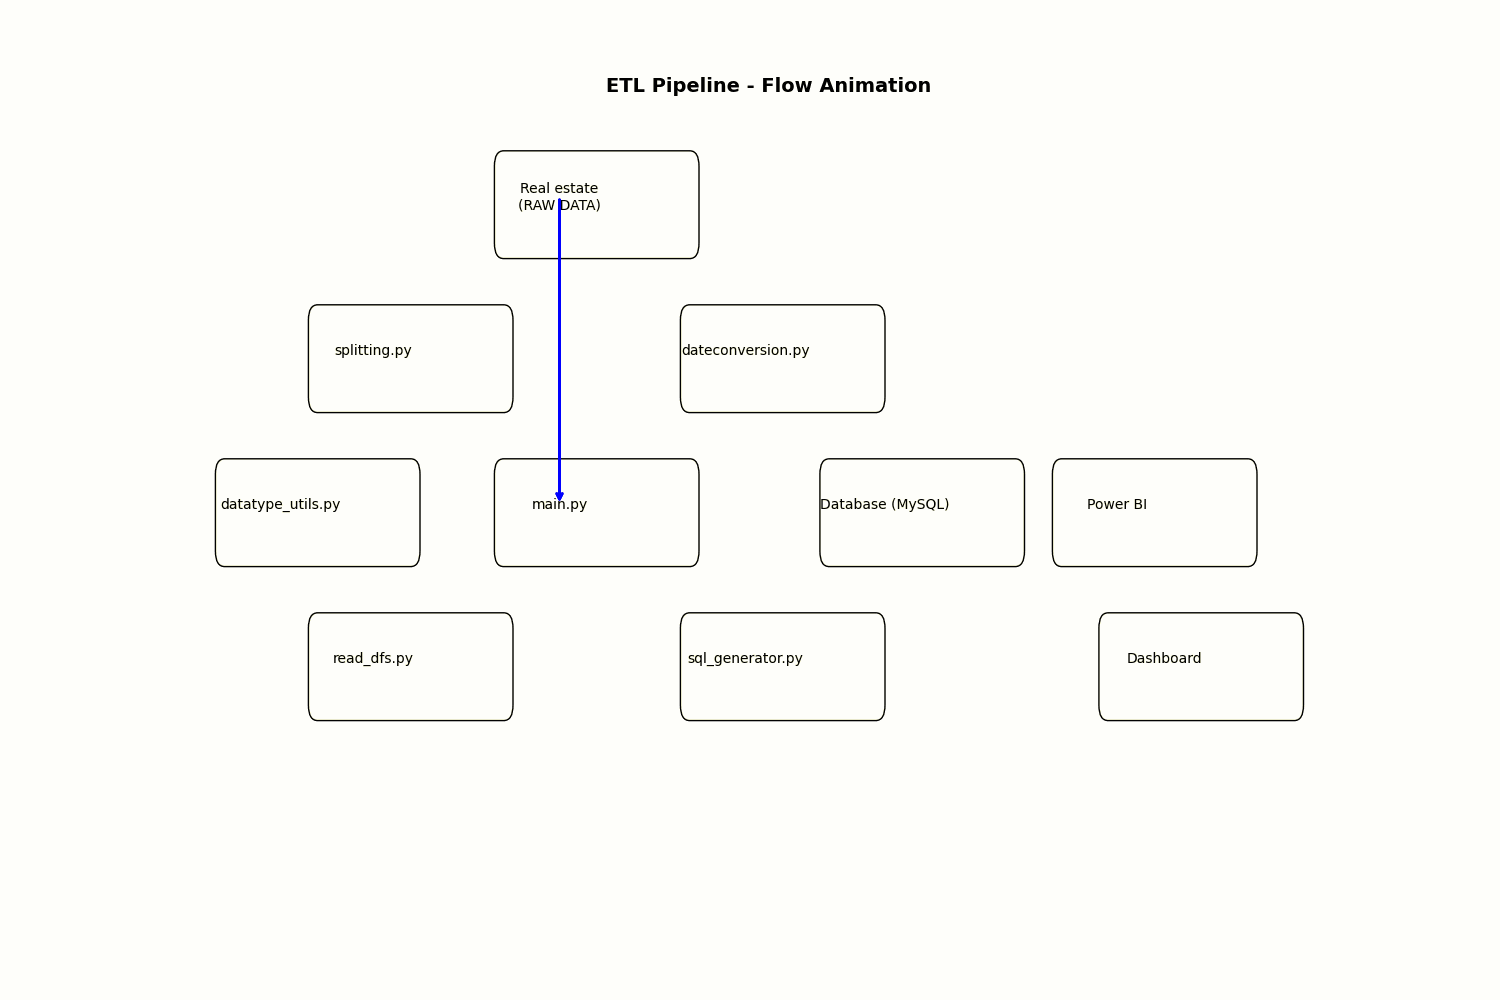 ETL Pipeline - Flow Animation
Real estate
(RAW DATA)
splitting.py
dateconversion.py
datatype_utils.py
main.py
Database (MySQL)
Power BI
read_dfs.py
sql_generator.py
Dashboard